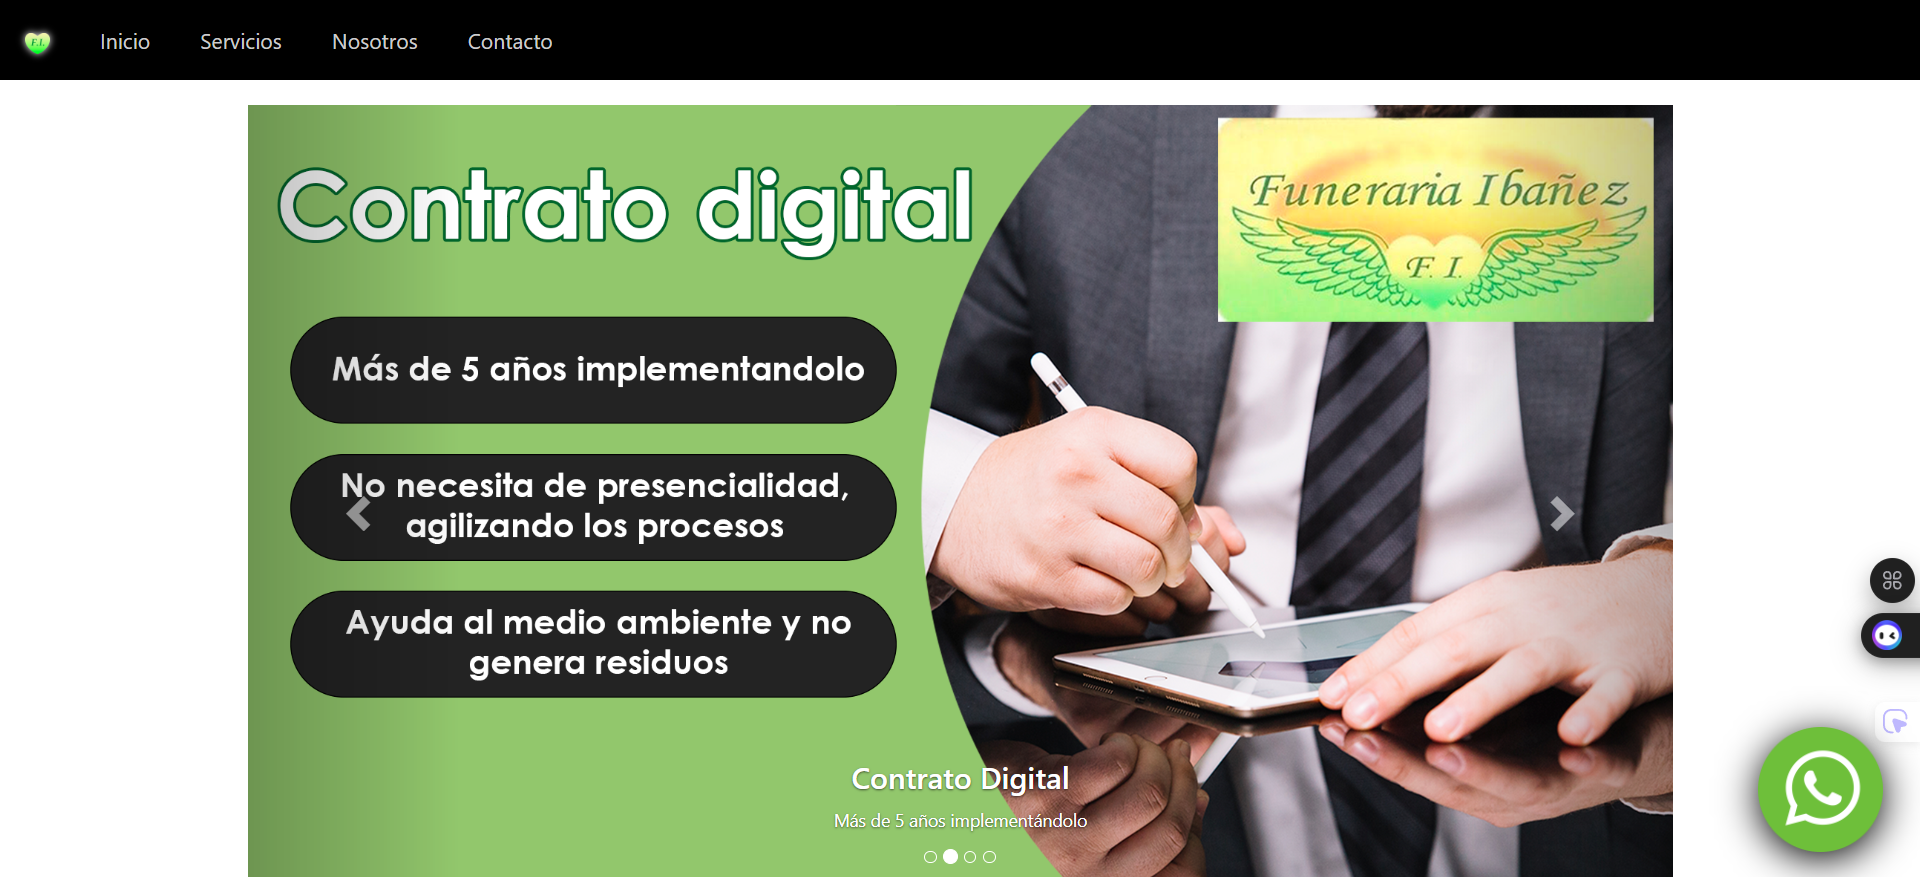 F.I.
Inicio
Servicios
Nosotros
Contacto
Contrato digital
Funeraria Ibañez
F. I.
Más de 5 años implementandolo
No necesita de presencialidad,
agilizando los procesos
Ayuda al medio ambiente y no
genera residuos
Contrato Digital
Más de 5 años implementándolo